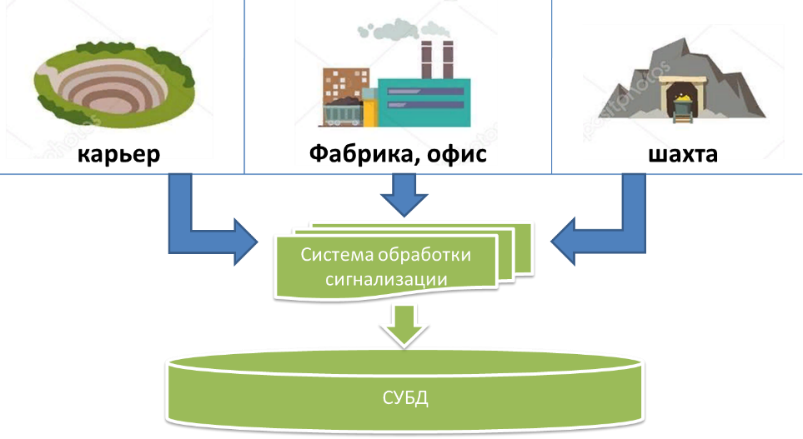 карьер
Фабрика, офис
шахта
Система обработки
сигнализации
СУБД